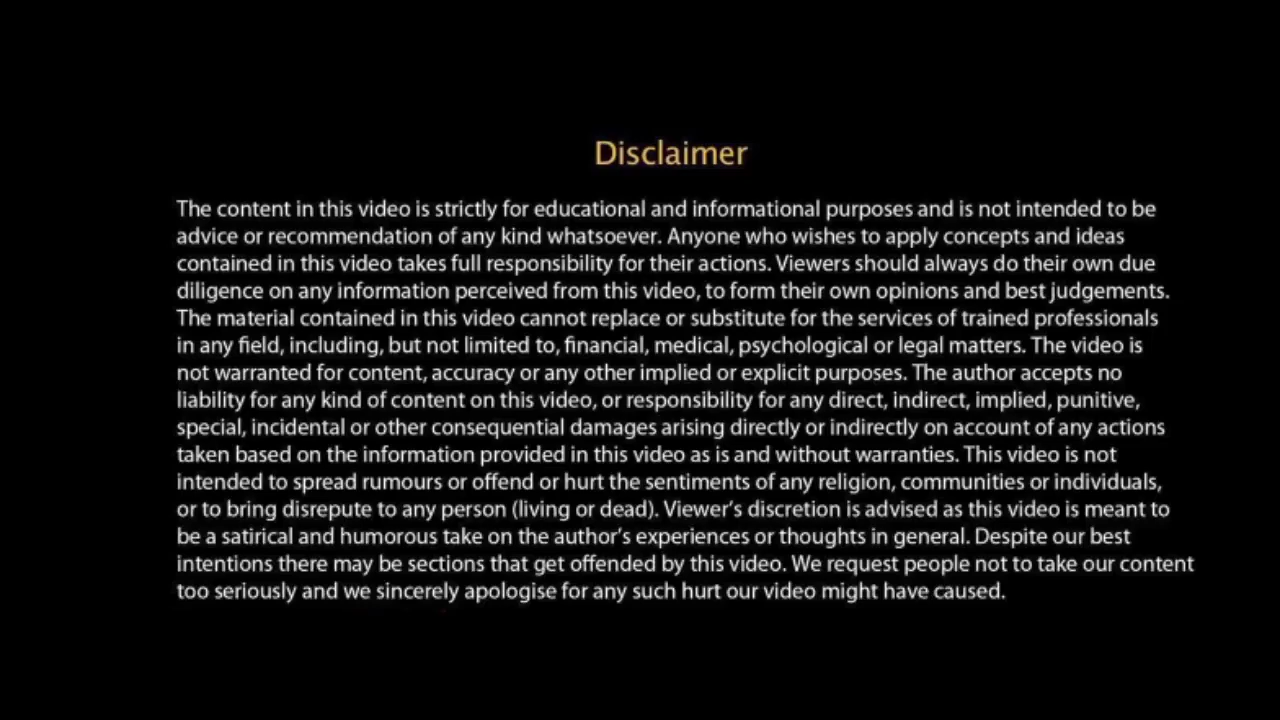 Disclaimer
The content in this video is strictly for educational and informational purposes and is not intended to be
advice or recommendation of any kind whatsoever. Anyone who wishes to apply concepts and ideas
contained in this video takes full responsibility for their actions. Viewers should always do their own due
diligence on any information perceived from this video, to form their own opinions and best judgements.
The material contained in this video cannot replace or substitute for the services of trained professionals
in any field, including, but not limited to, financial, medical, psychological or legal matters. The video is
not warranted for content, accuracy or any other implied or explicit purposes. The author accepts no
liability for any kind of content on this video, or responsibility for any direct, indirect, implied, punitive,
special, incidental or other consequential damages arising directly or indirectly on account of any actions
taken based on the information provided in this video as is and without warranties. This video is not
intended to spread rumours or offend or hurt the sentiments of any religion, communities or individuals,
or to bring disrepute to any person (living or dead). Viewer's discretion is advised as this video is meant to
be a satirical and humorous take on the author's experiences or thoughts in general. Despite our best
intentions there may be sections that get offended by this video. We request people not to take our content
too seriously and we sincerely apologise for any such hurt our video might have caused.